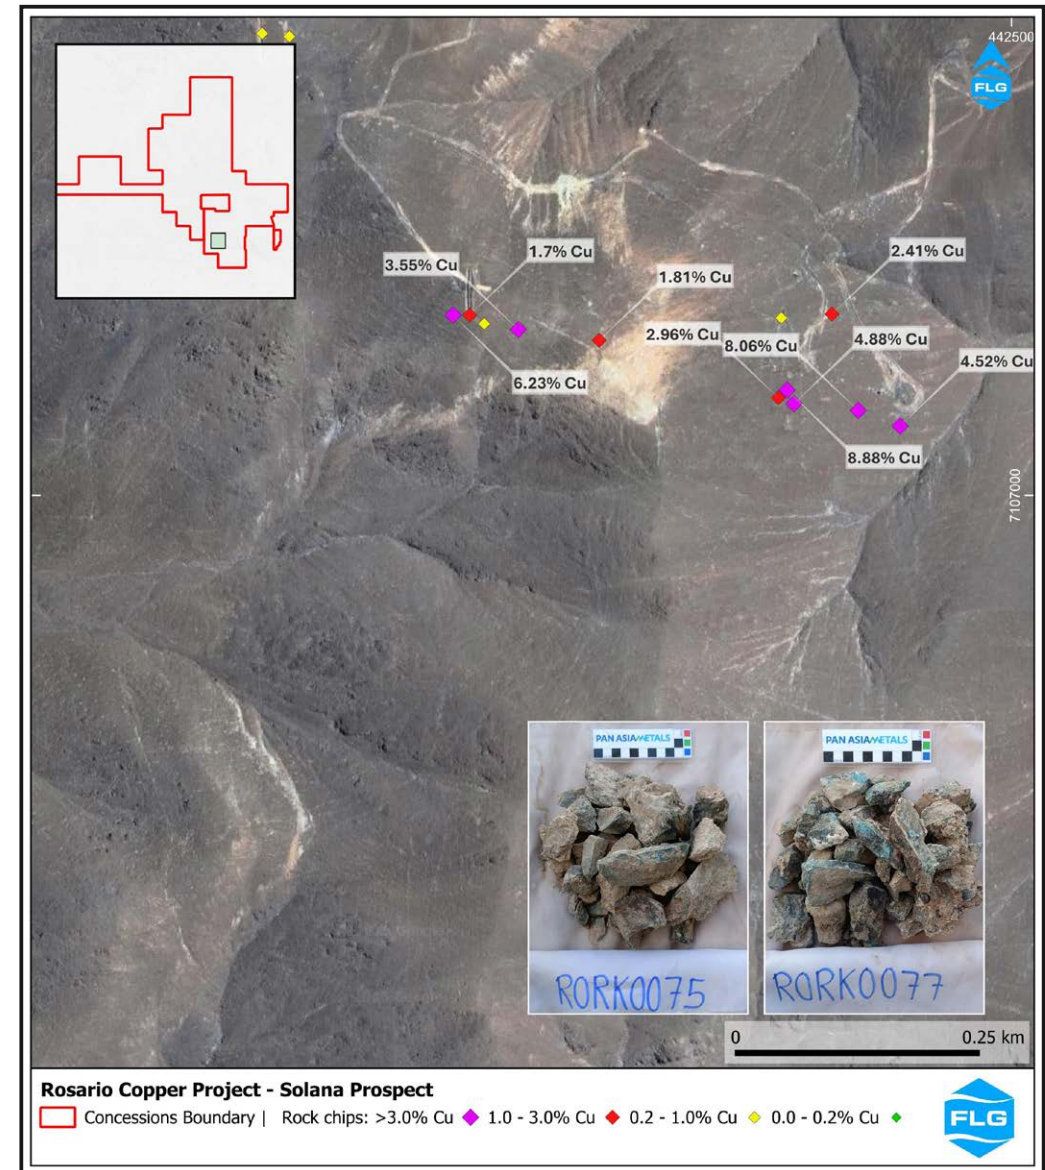 442500
FLG
1.7% Cu
2.41% Cu
3.55% Cu
1.81% Cu
2.96% Cu
8.06% Cu
4.88% Cu
4.52% Cu
6.23% Cu
8.88% Cu
7107000
PAN ASIA METALS
PAN ASIA METALS
RORK0075
RORK0077
0
0.25 km
Rosario Copper Project - Solana Prospect
Concessions Boundary | Rock chips: >3.0% Cu 1.0 - 3.0% Cu 0.2 - 1.0% Cu 0.0 - 0.2% Cu
FLG